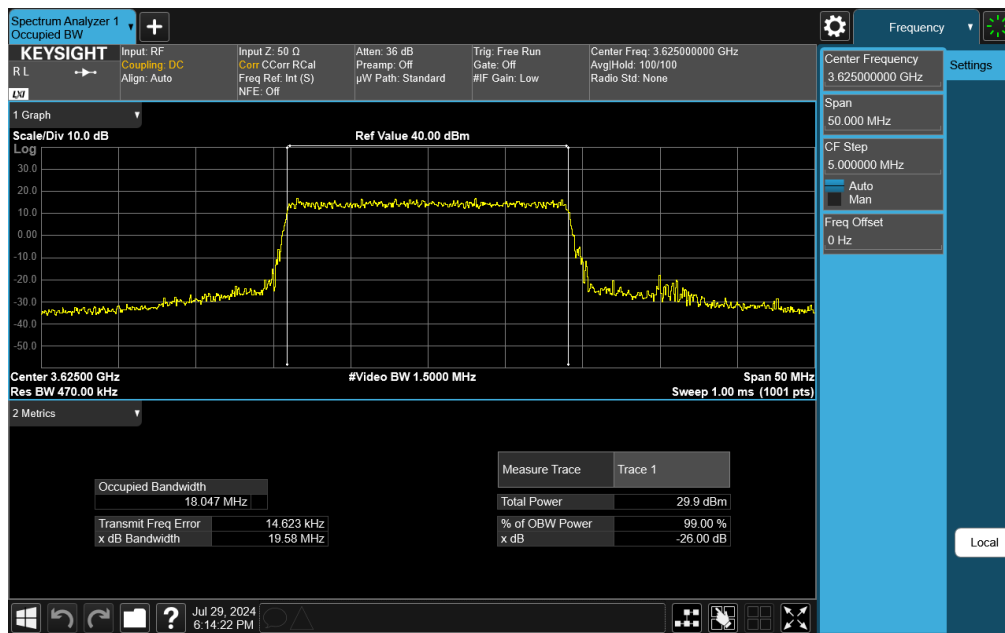 Spectrum Analyzer 1
Occupied BW
Frequency
KEYSIGHT
R L
LXI
Input: RF
Coupling: DC
Align: Auto
Input Z: 50 Ω
Corr CCorr RCal
Freq Ref: Int (S)
NFE: Off
Atten: 36 dB
Preamp: Off
µW Path: Standard
Trig: Free Run
Gate: Off
#IF Gain: Low
Center Freq: 3.625000000 GHz
Avg|Hold: 100/100
Radio Std: None
Center Frequency
3.625000000 GHz
Settings
Span
50.000 MHz
CF Step
5.000000 MHz
Auto
Man
Freq Offset
0 Hz
1 Graph
Scale/Div 10.0 dB
Ref Value 40.00 dBm
Log
30.0
20.0
10.0
0.00
-10.0
-20.0
-30.0
-40.0
-50.0
Center 3.62500 GHz
#Video BW 1.5000 MHz
Span 50 MHz
Res BW 470.00 kHz
Sweep 1.00 ms (1001 pts)
2 Metrics
Occupied Bandwidth
18.047 MHz
Transmit Freq Error 14.623 kHz
x dB Bandwidth 19.58 MHz
Measure Trace Trace 1
Total Power 29.9 dBm
% of OBW Power 99.00 %
x dB -26.00 dB
Local
?
Jul 29, 2024
6:14:22 PM